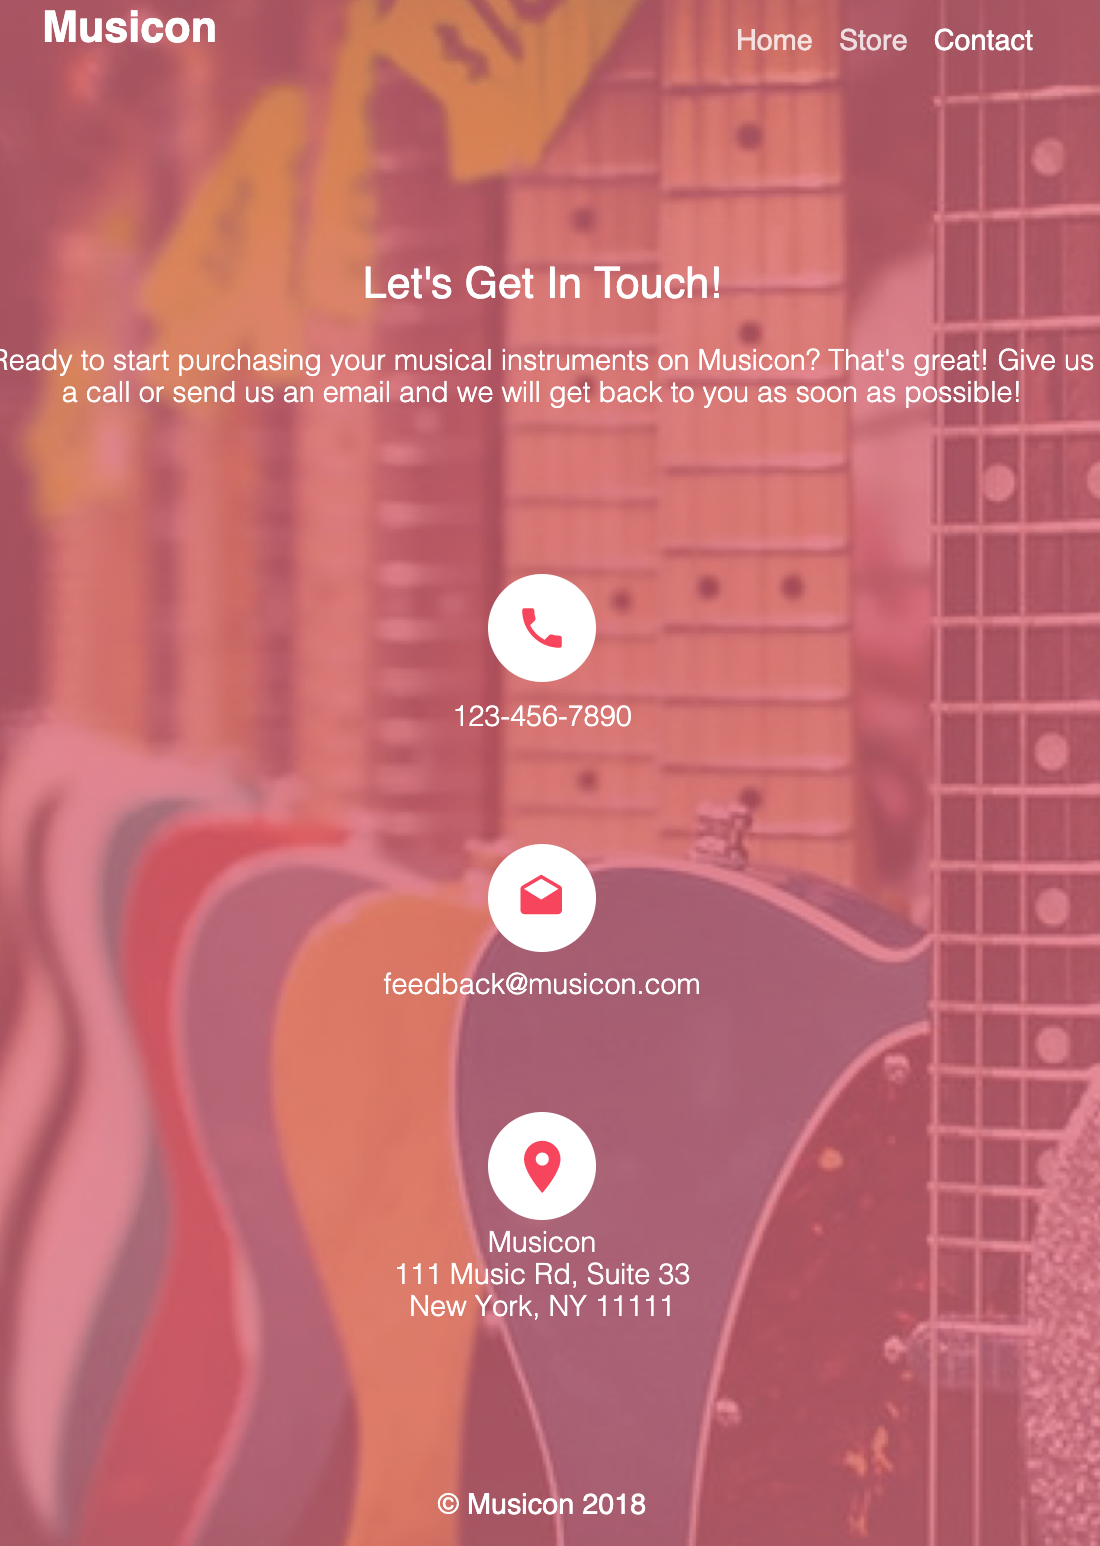 Musicon
Home Store Contact
Let's Get In Touch!
Ready to start purchasing your musical instruments on Musicon? That's great! Give us
a call or send us an email and we will get back to you as soon as possible!
123-456-7890
feedback@musicon.com
Musicon
111 Music Rd, Suite 33
New York, NY 11111
© Musicon 2018